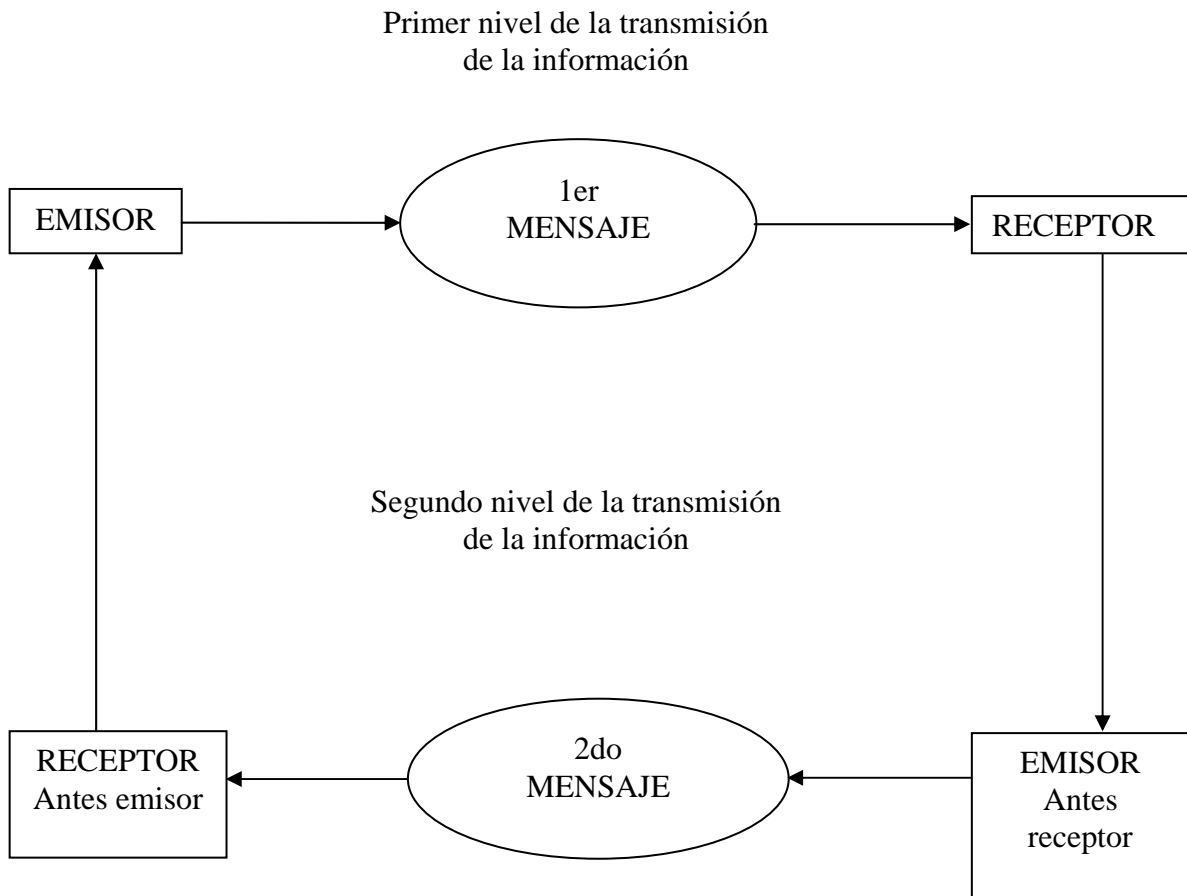 Primer nivel de la transmisión
de la información
1er
MENSAJE
EMISOR
RECEPTOR
Segundo nivel de la transmisión
de la información
RECEPTOR
Antes emisor
2do
MENSAJE
EMISOR
Antes
receptor